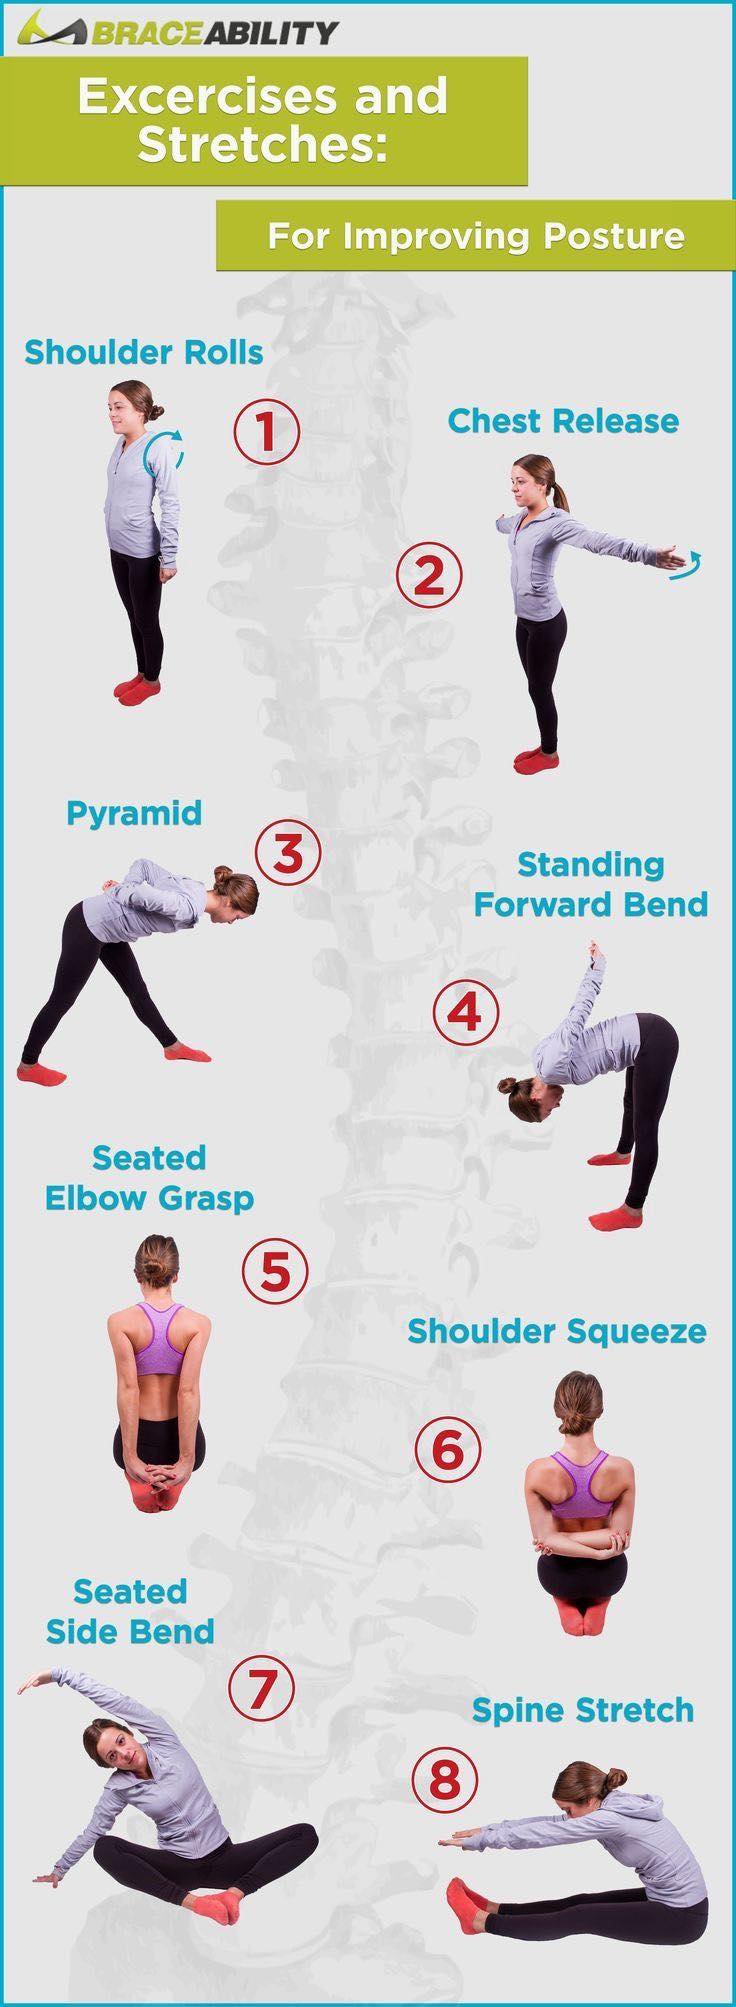 BRACEABILITY
Excercises and
Stretches:
For Improving Posture
Shoulder Rolls
1
Chest Release
2
Pyramid
3
Standing
Forward Bend
4
Seated
Elbow Grasp
5
Shoulder Squeeze
6
Seated
Side Bend
7
Spine Stretch
8